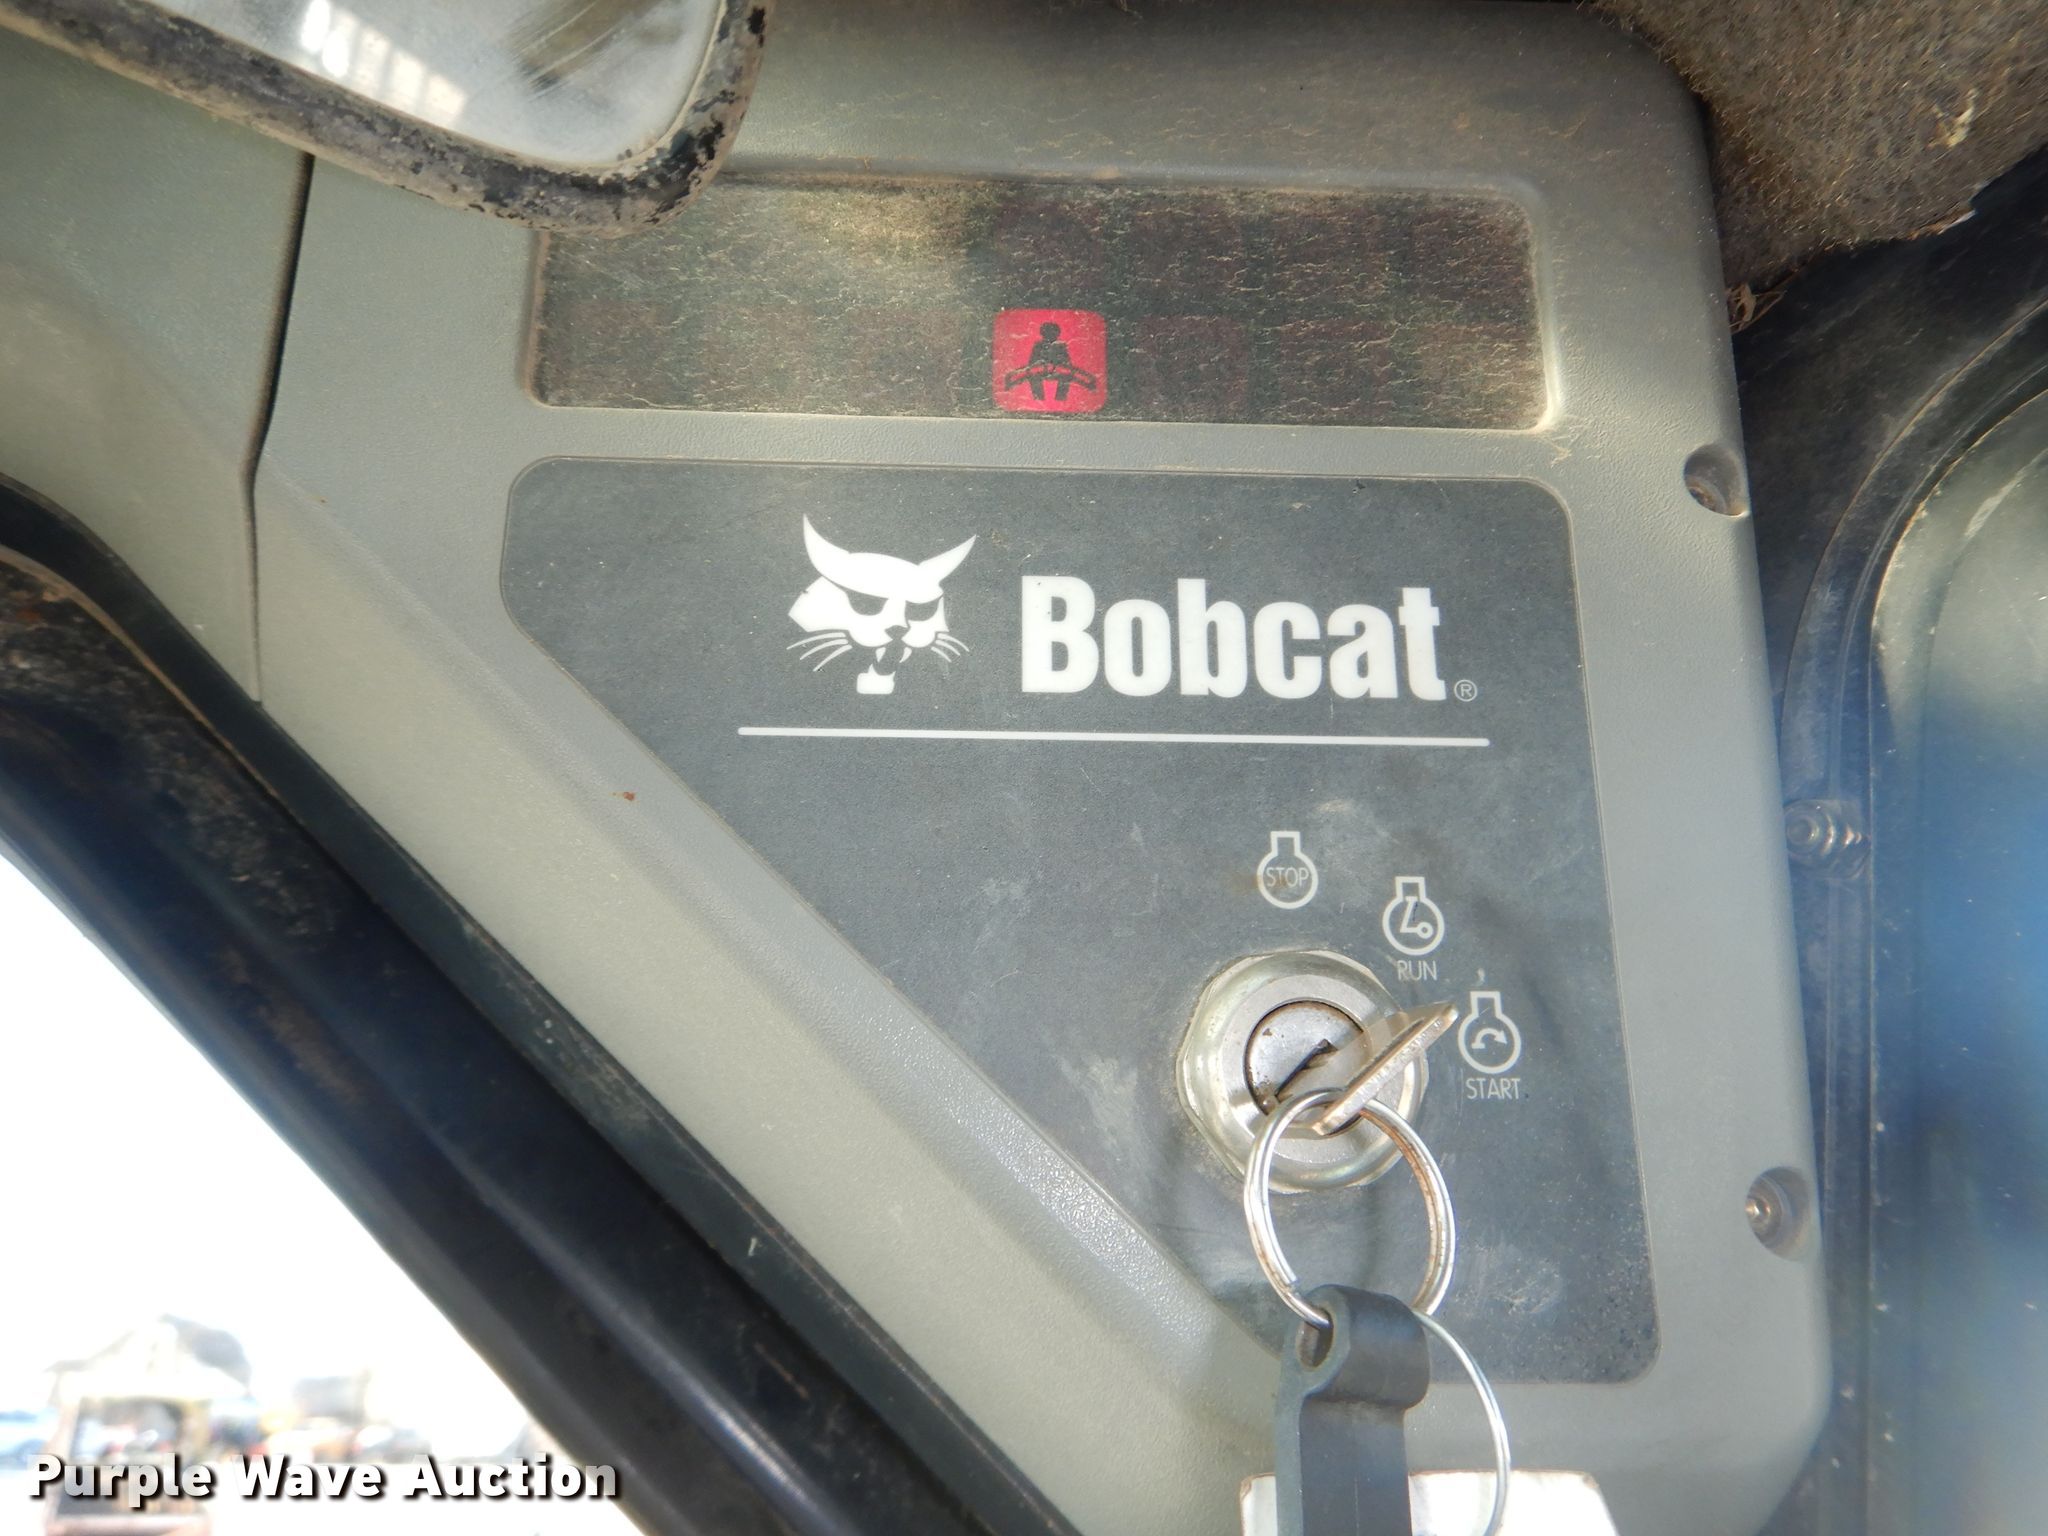 Bobcat®
STOP
RUN
START
Purple Wave Auction